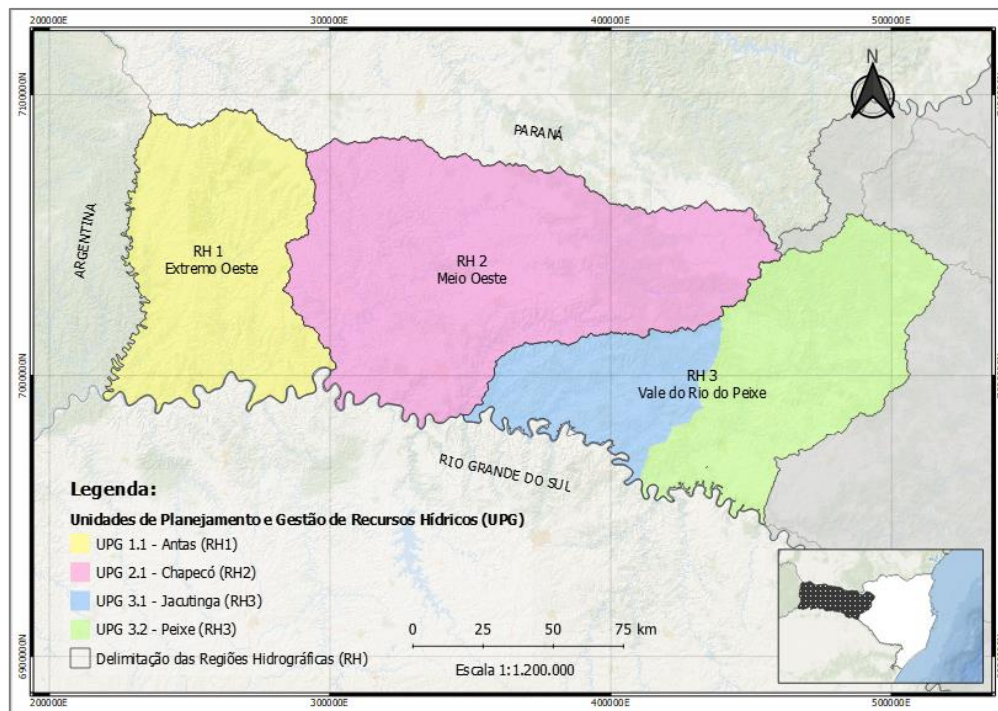 200000E 300000E 400000E 500000E
7100000N
N
PARANÁ
ARGENTINA
RH 1
Extremo Oeste
RH 2
Meio Oeste
7000000N
RH 3
Vale do Rio do Peixe
RIO GRANDE DO SUL
Legenda:
Unidades de Planejamento e Gestão de Recursos Hídricos (UPG)
UPG 1.1 - Antas (RH1)
UPG 2.1 - Chapecó (RH2)
UPG 3.1 - Jacutinga (RH3)
UPG 3.2 - Peixe (RH3)
Delimitação das Regiões Hidrográficas (RH)
0 25 50 75 km
Escala 1:1.200.000
6900000N
200000E 300000E 400000E 500000E